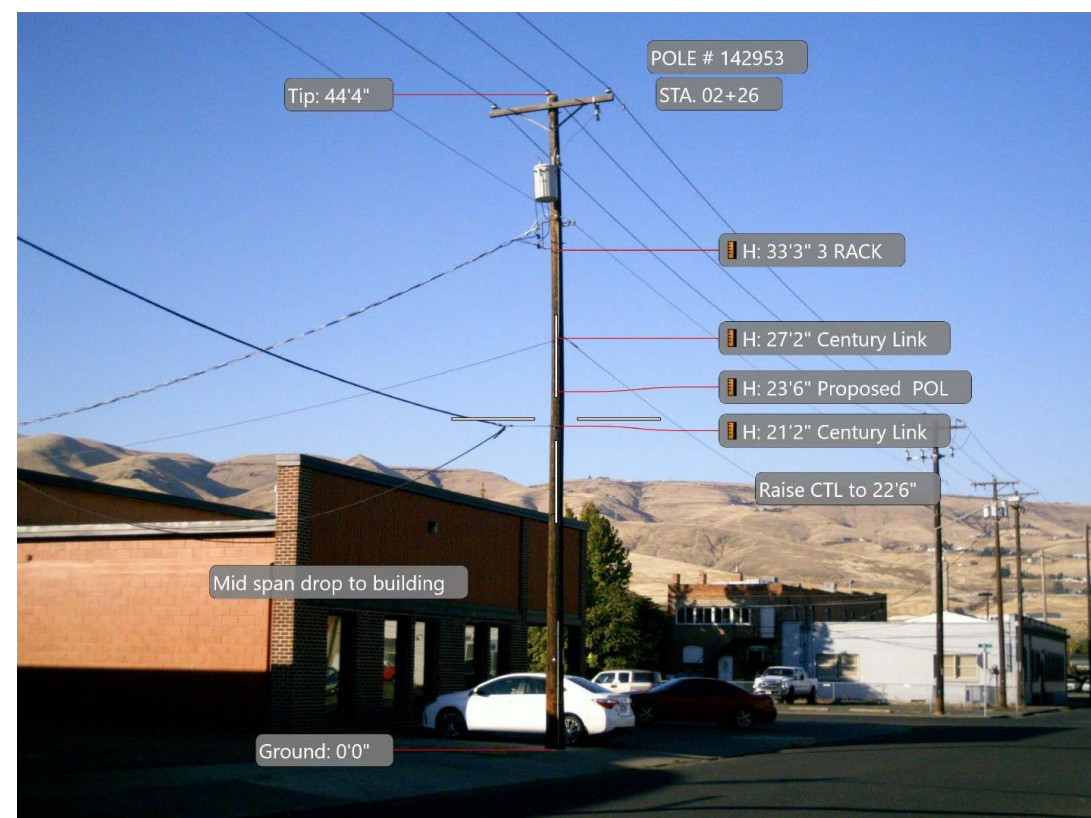 POLE # 142953
Tip: 44'4"
STA. 02+26
H: 33'3" 3 RACK
H: 27'2" Century Link
H: 23'6" Proposed  POL
H: 21'2" Century Link
Raise CTL to 22'6"
Mid span drop to building
Ground: 0'0"